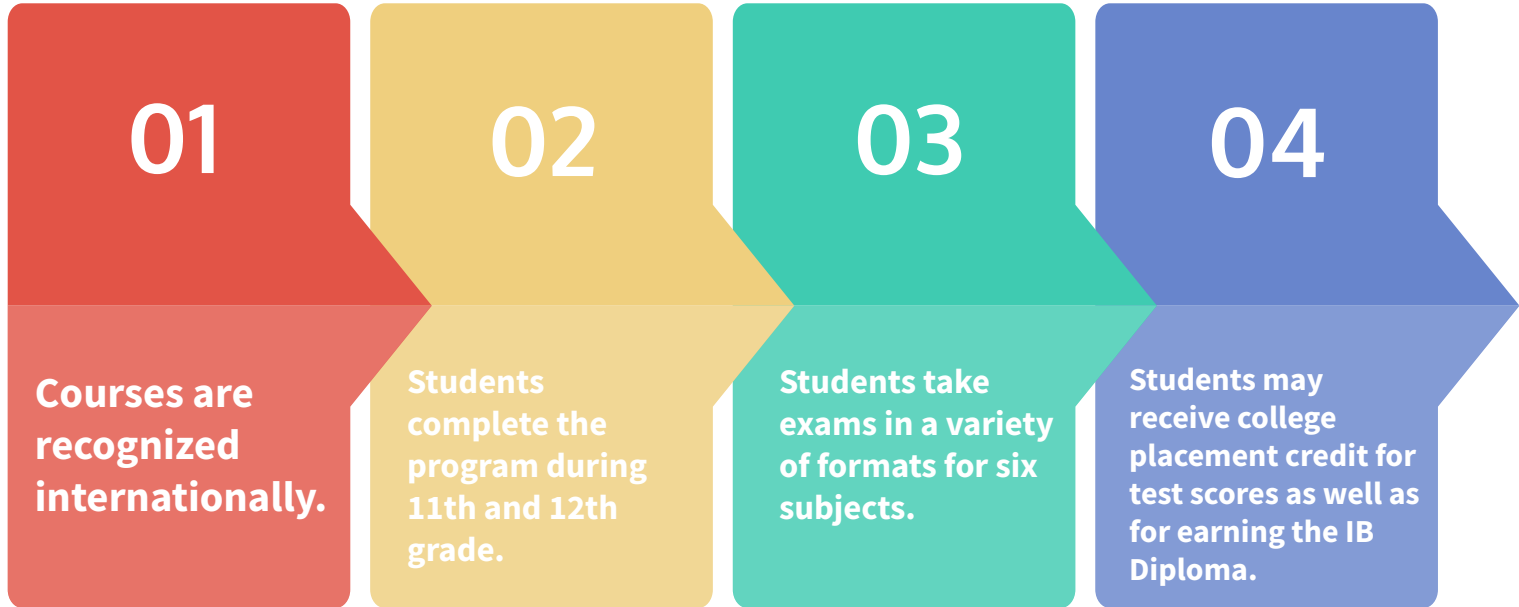 01
Courses are
recognized
internationally.
02
Students
complete the
program during
11th and 12th
grade.
03
Students take
exams in a variety
of formats for six
subjects.
04
Students may
receive college
placement credit for
test scores as well as
for earning the IB
Diploma.